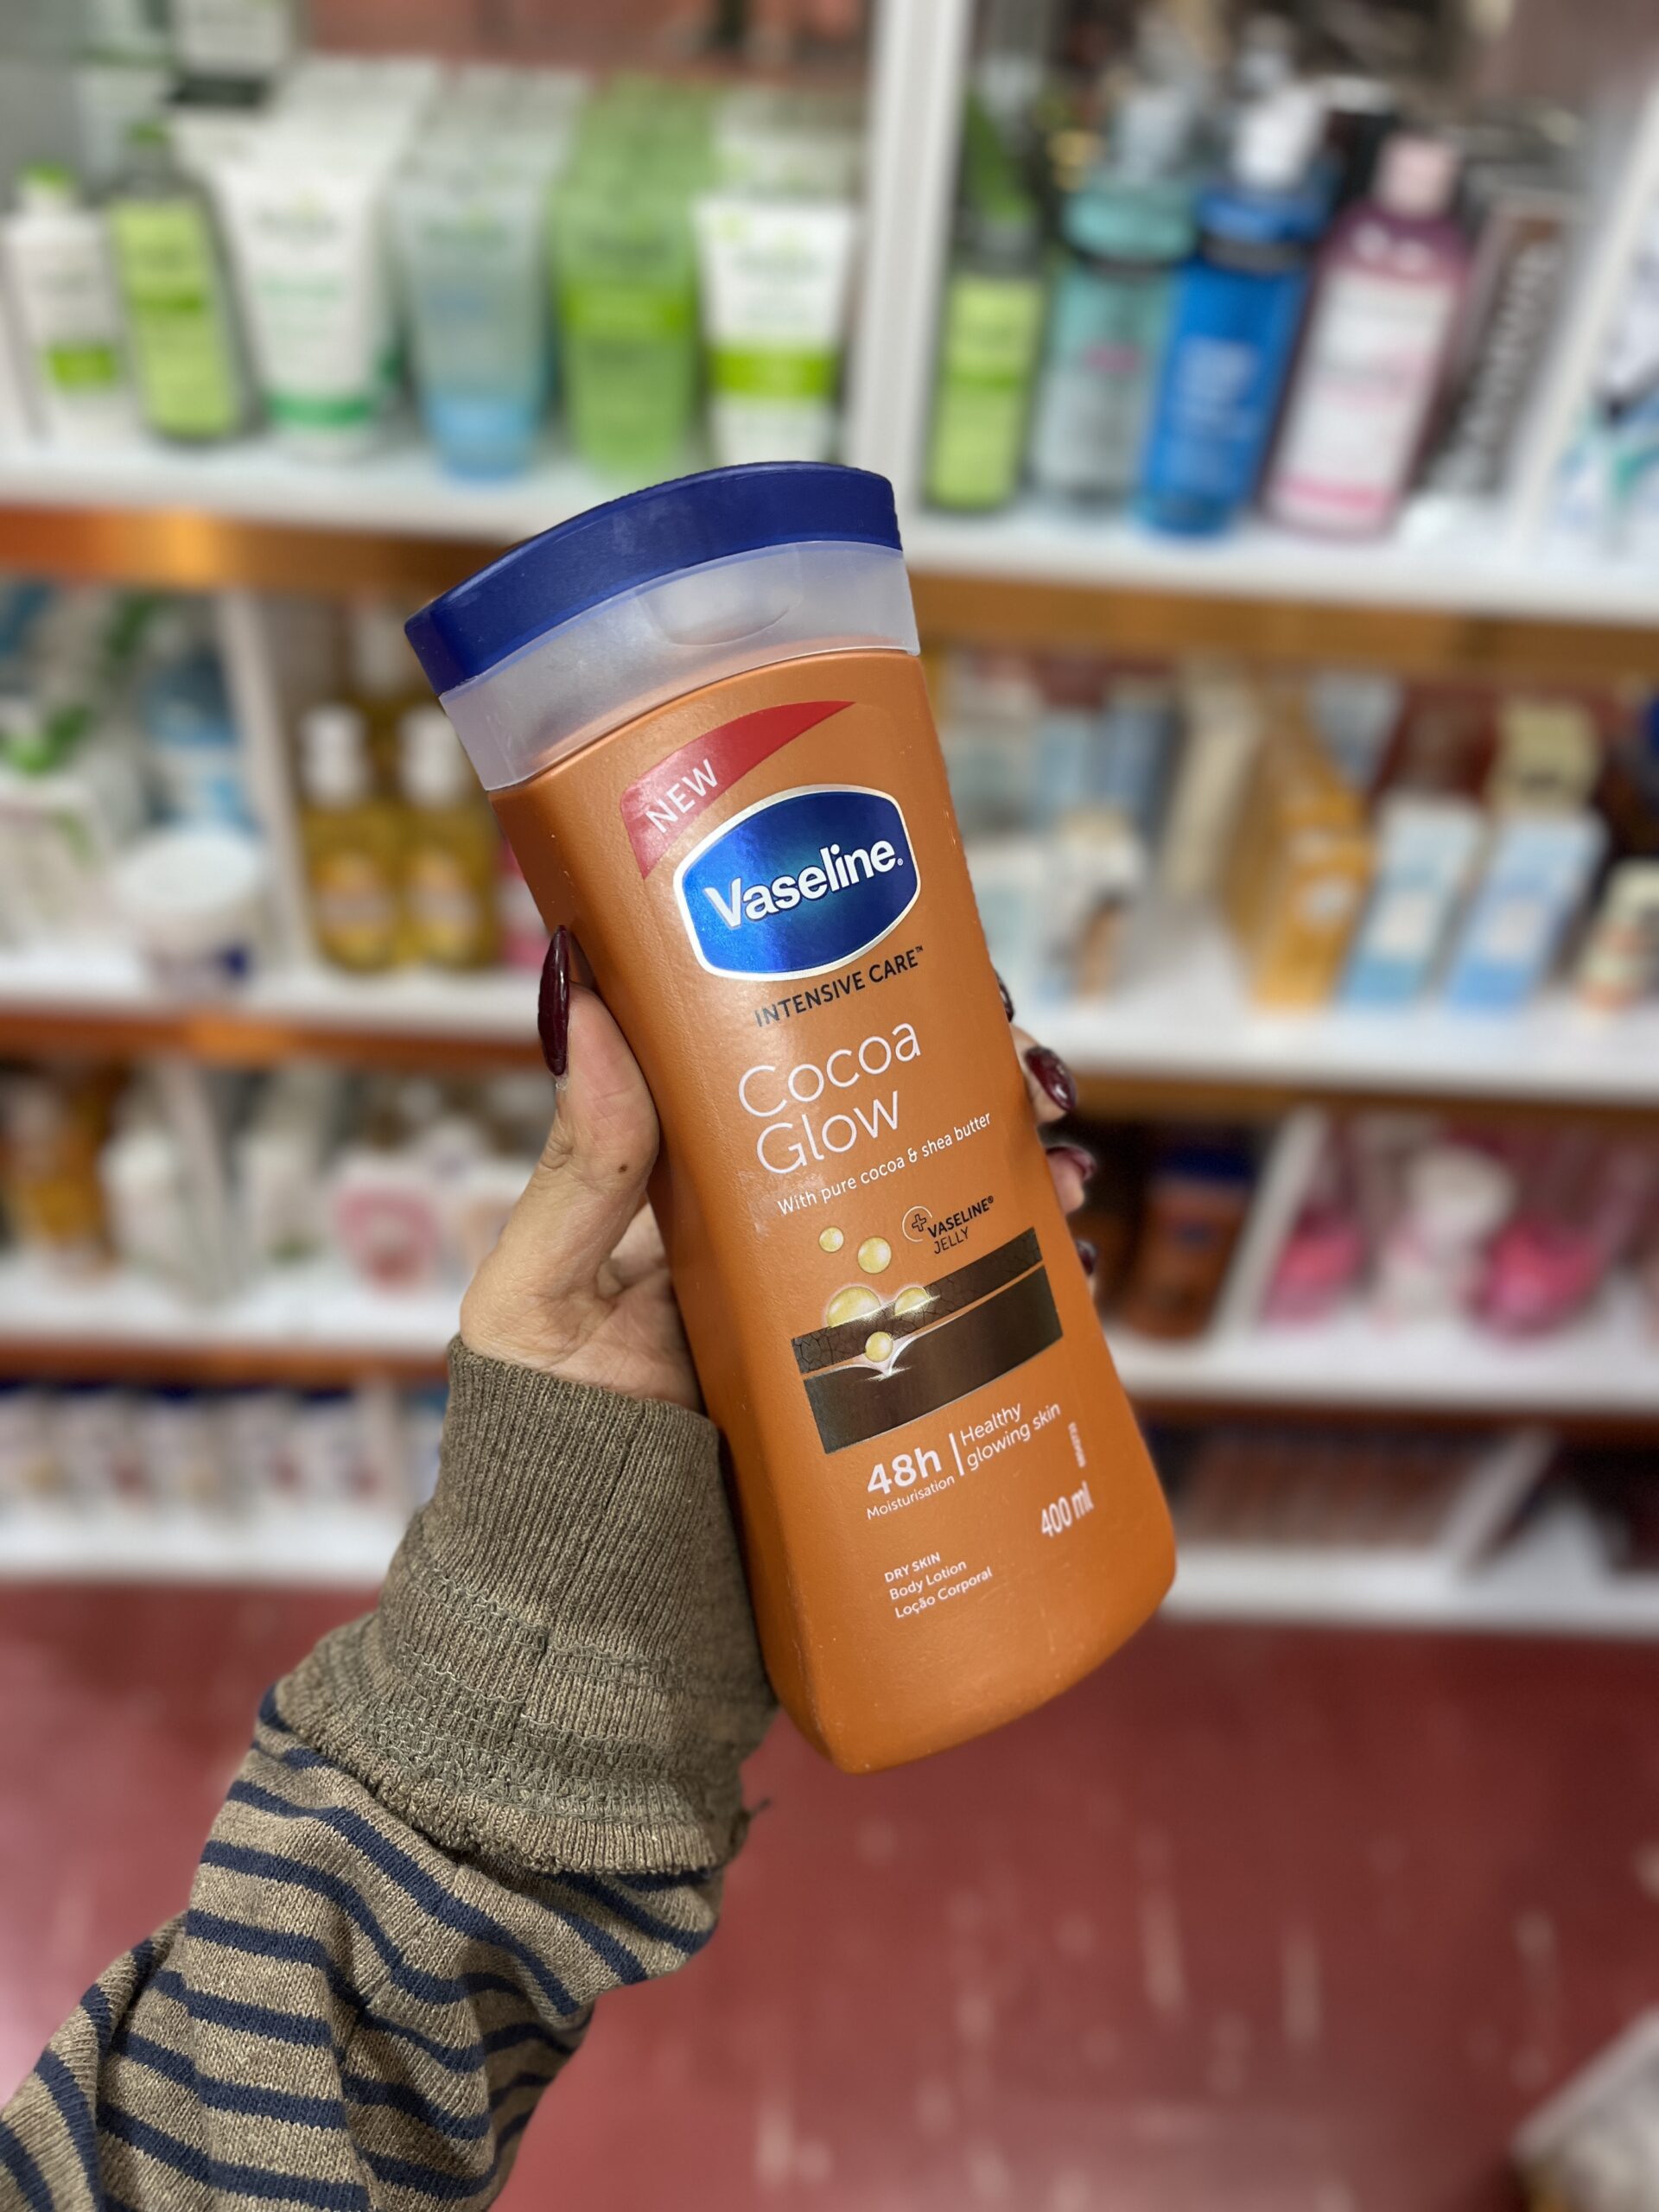 NEW
Vaseline®
INTENSIVE CARE™
Cocoa
Glow
With pure cocoa & shea butter
VASELINE®
JELLY
48h
Moisturisation
Healthy
glowing skin
400 ml
DRY SKIN
Body Lotion
Loção Corporal